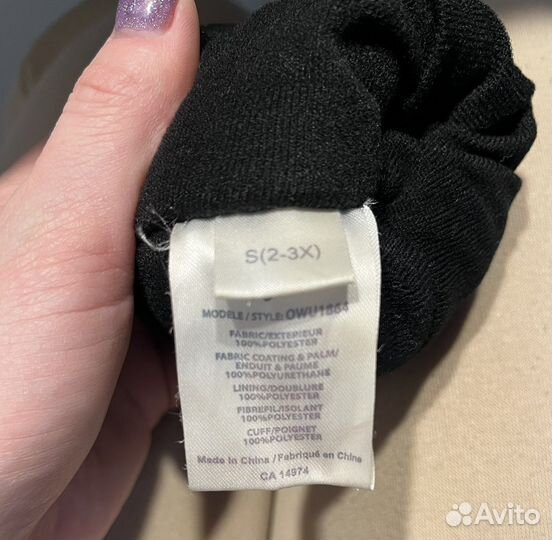 S(2-3X)
MODELE / STYLE: OWU1864
FABRIC/EXTERIEUR
100%POLYESTER
FABRIC COATING & PALM/
ENDUIT & PAUME
100%POLYURETHANE
LINING/DOUBLURE
100%POLYESTER
FIBREFIL/ISOLANT
100%POLYESTER
CUFF/POIGNET
100%POLYESTER
Made in China / Fabriqué en Chine
CA 14974
Avito